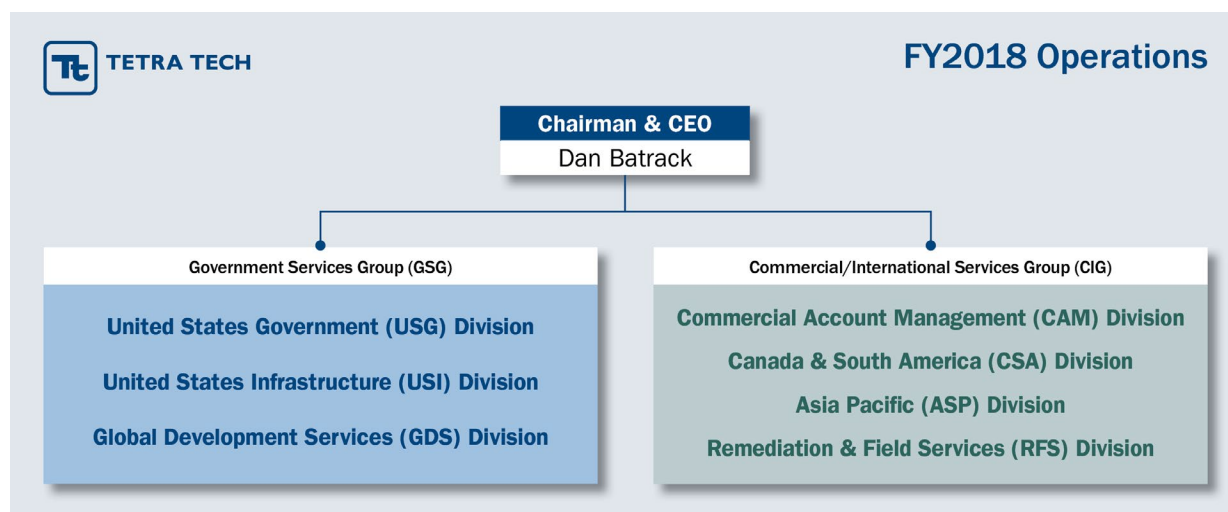 Tt TETRA TECH
FY2018 Operations
Chairman & CEO
Dan Batrack
Government Services Group (GSG)
United States Government (USG) Division
United States Infrastructure (USI) Division
Global Development Services (GDS) Division
Commercial/International Services Group (CIG)
Commercial Account Management (CAM) Division
Canada & South America (CSA) Division
Asia Pacific (ASP) Division
Remediation & Field Services (RFS) Division